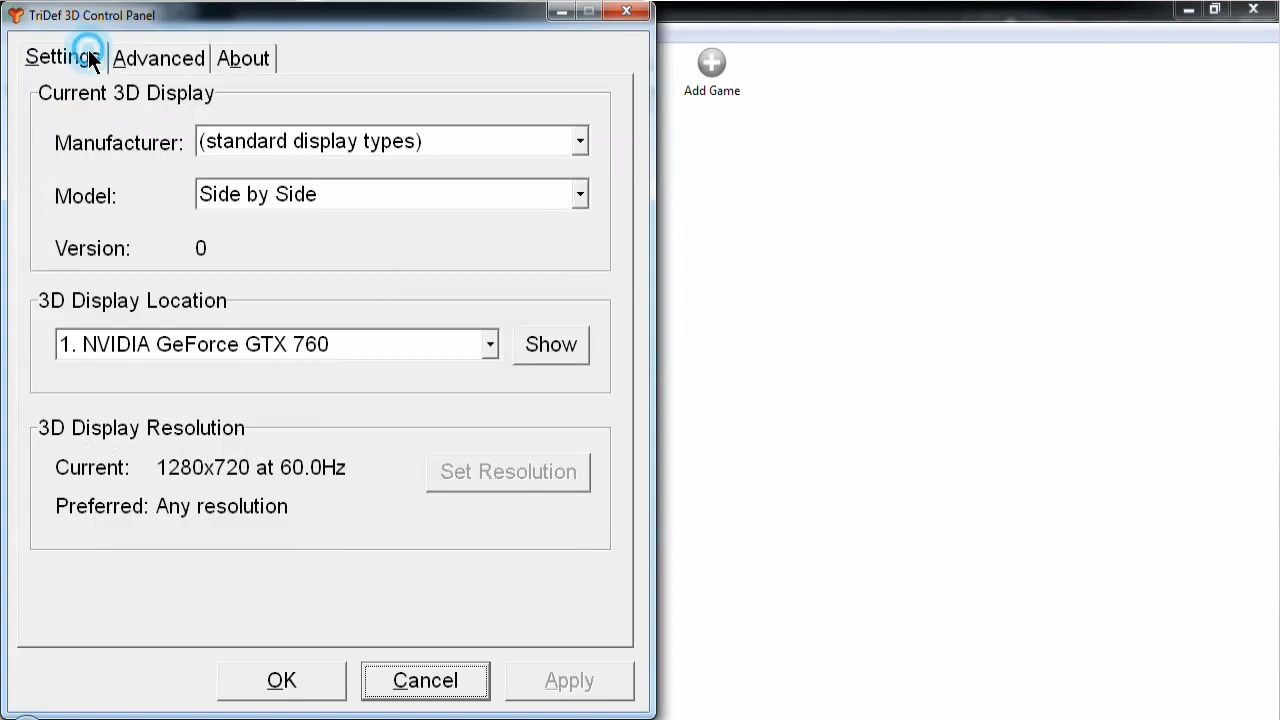 TriDef 3D Control Panel
Settings Advanced About
Add Game
Current 3D Display
Manufacturer: (standard display types)
Model: Side by Side
Version: 0
3D Display Location
1. NVIDIA GeForce GTX 760 Show
3D Display Resolution
Current: 1280x720 at 60.0Hz
Set Resolution
Preferred: Any resolution
OK Cancel Apply